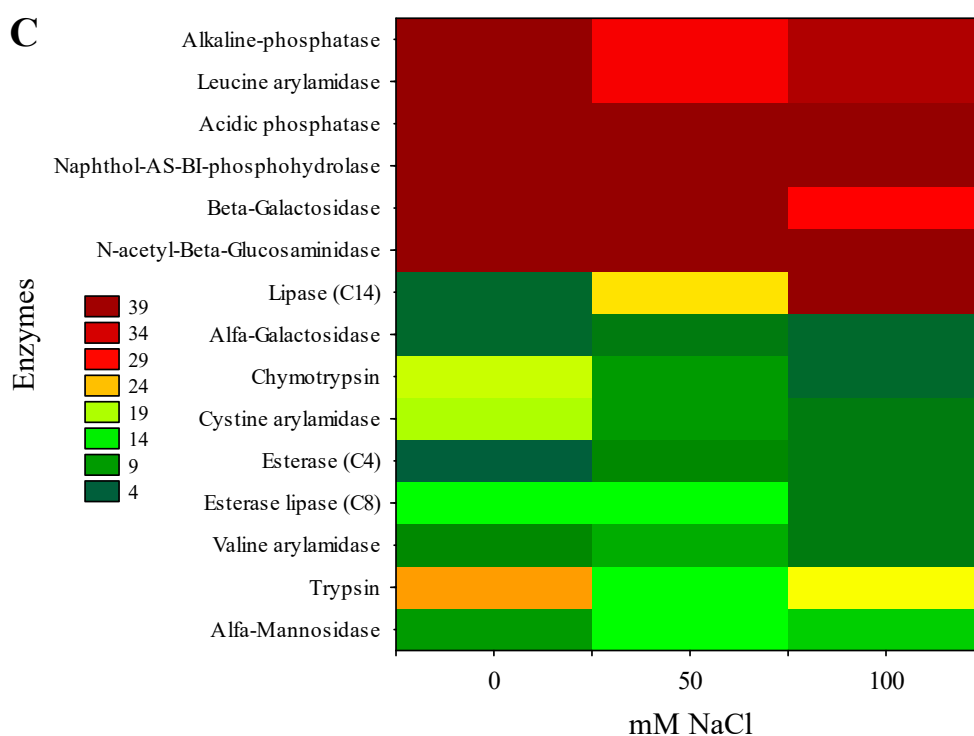 C
Alkaline-phosphatase
Leucine arylamidase
Acidic phosphatase
Naphthol-AS-BI-phosphohydrolase
Beta-Galactosidase
N-acetyl-Beta-Glucosaminidase
Lipase (C14)
Alfa-Galactosidase
Chymotrypsin
Cystine arylamidase
Esterase (C4)
Esterase lipase (C8)
Valine arylamidase
Trypsin
Alfa-Mannosidase
Enzymes
39
34
29
24
19
14
9
4
0 50 100
mM NaCl